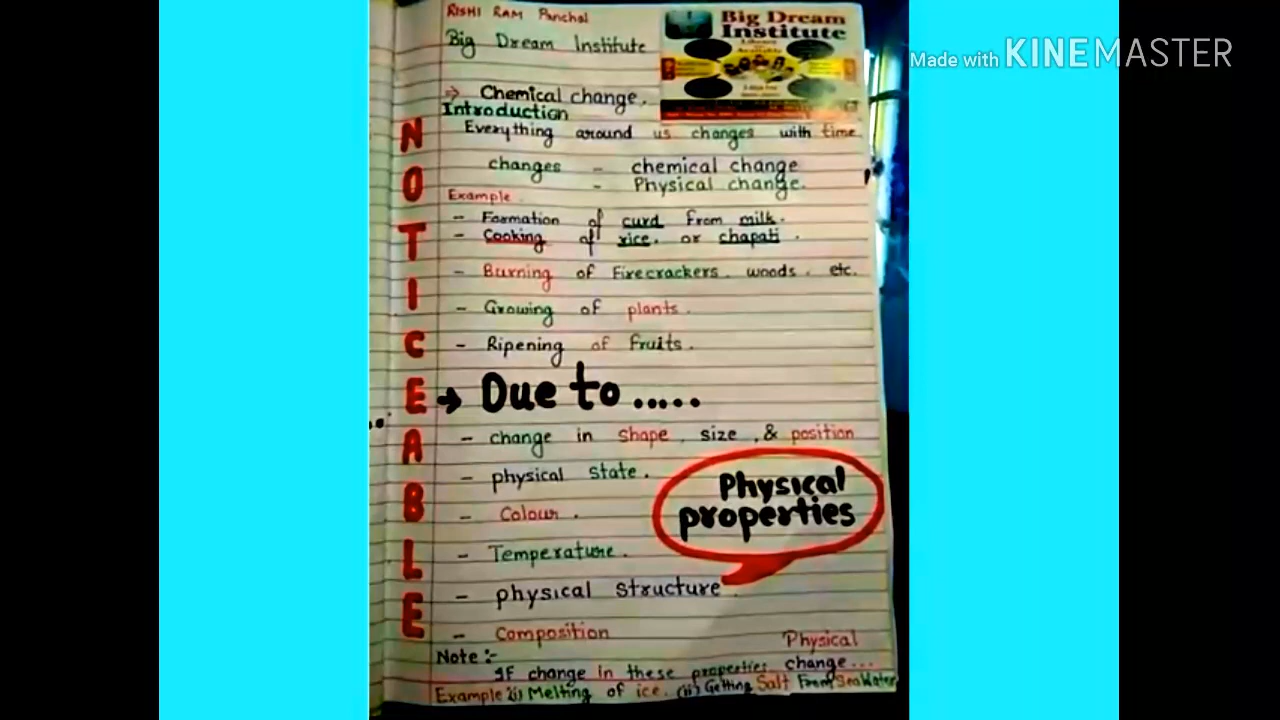 RISHI RAM Panchal
Big Dream Institute
Big Dream
Institute
Made with KINEMASTER
⇒ Chemical change.
Introduction
Everything around us changes with time
changes - chemical change
- Physical change.
Example.
- Formation of curd from milk.
- Cooking of rice. or chapati.
- Burning of Firecrackers. woods. etc.
- Growing of plants.
- Ripening of Fruits.
→ Due to .....
- change in shape, size, & position
- physical state.
- Colour.
- Temperature.
- physical structure.
- Composition
Physical properties
NOTICEABLE
Note :-
IF change In these properties Physical change...
Example (i) Melting of ice. (ii) Getting Salt From Sea Water